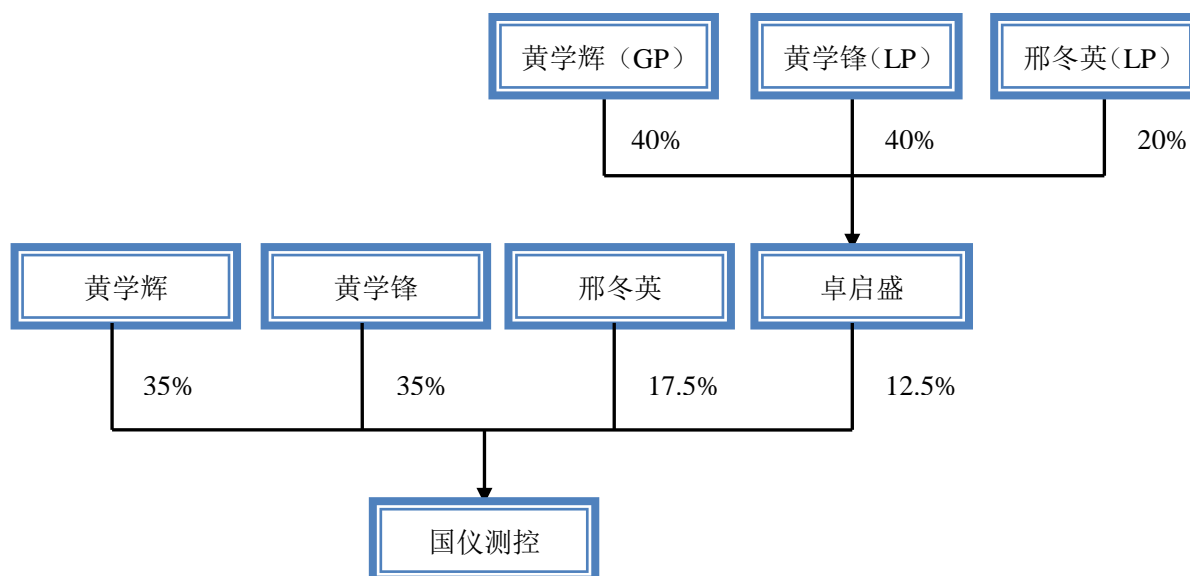 黄学辉（GP）
黄学锋(LP）
邢冬英(LP）
40%
40%
20%
黄学辉
黄学锋
邢冬英
卓启盛
35%
35%
17.5%
12.5%
国仪测控